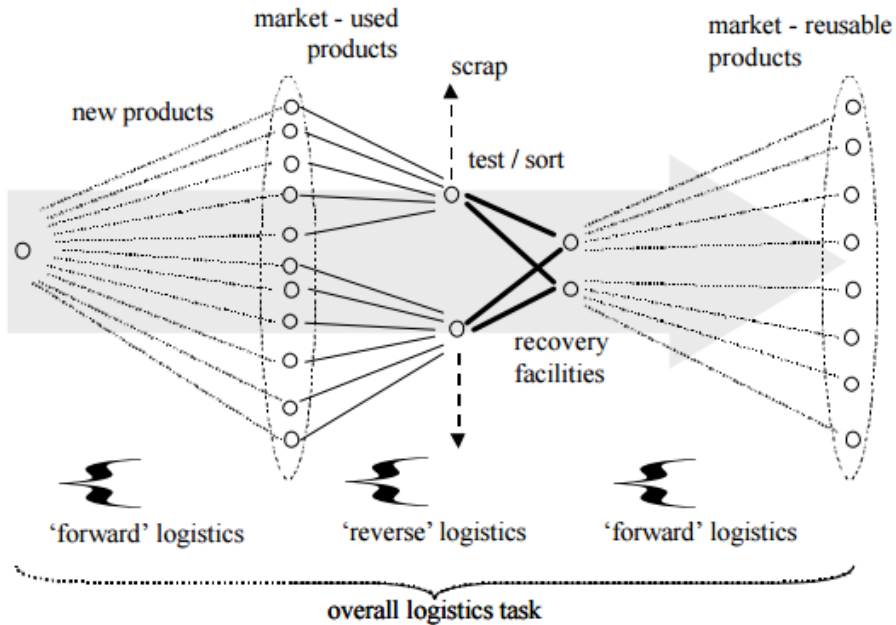 market - used
products
market - reusable
products
scrap
new products
test / sort
recovery
facilities
‘forward’ logistics
‘reverse’ logistics
‘forward’ logistics
overall logistics task